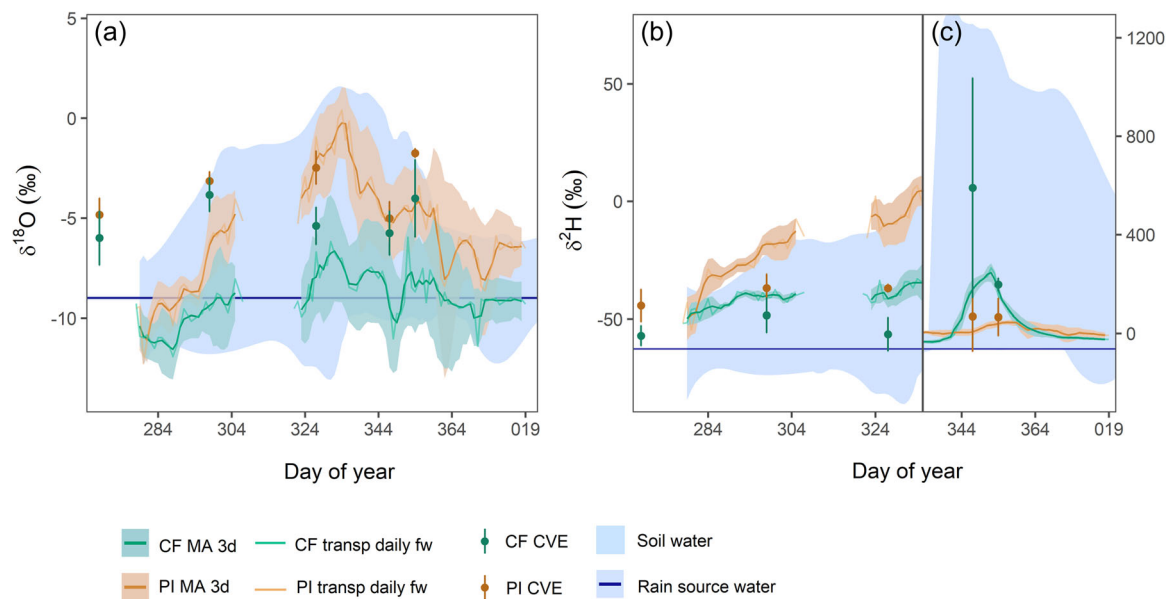 (a)
(b)
(c)
5
0
-5
-10
δ18O (‰)
284
304
324
344
364
019
Day of year
50
0
-50
δ2H (‰)
284
304
324
344
364
019
Day of year
1200
800
400
0
CF MA 3d
CF transp daily fw
CF CVE
Soil water
PI MA 3d
PI transp daily fw
PI CVE
Rain source water